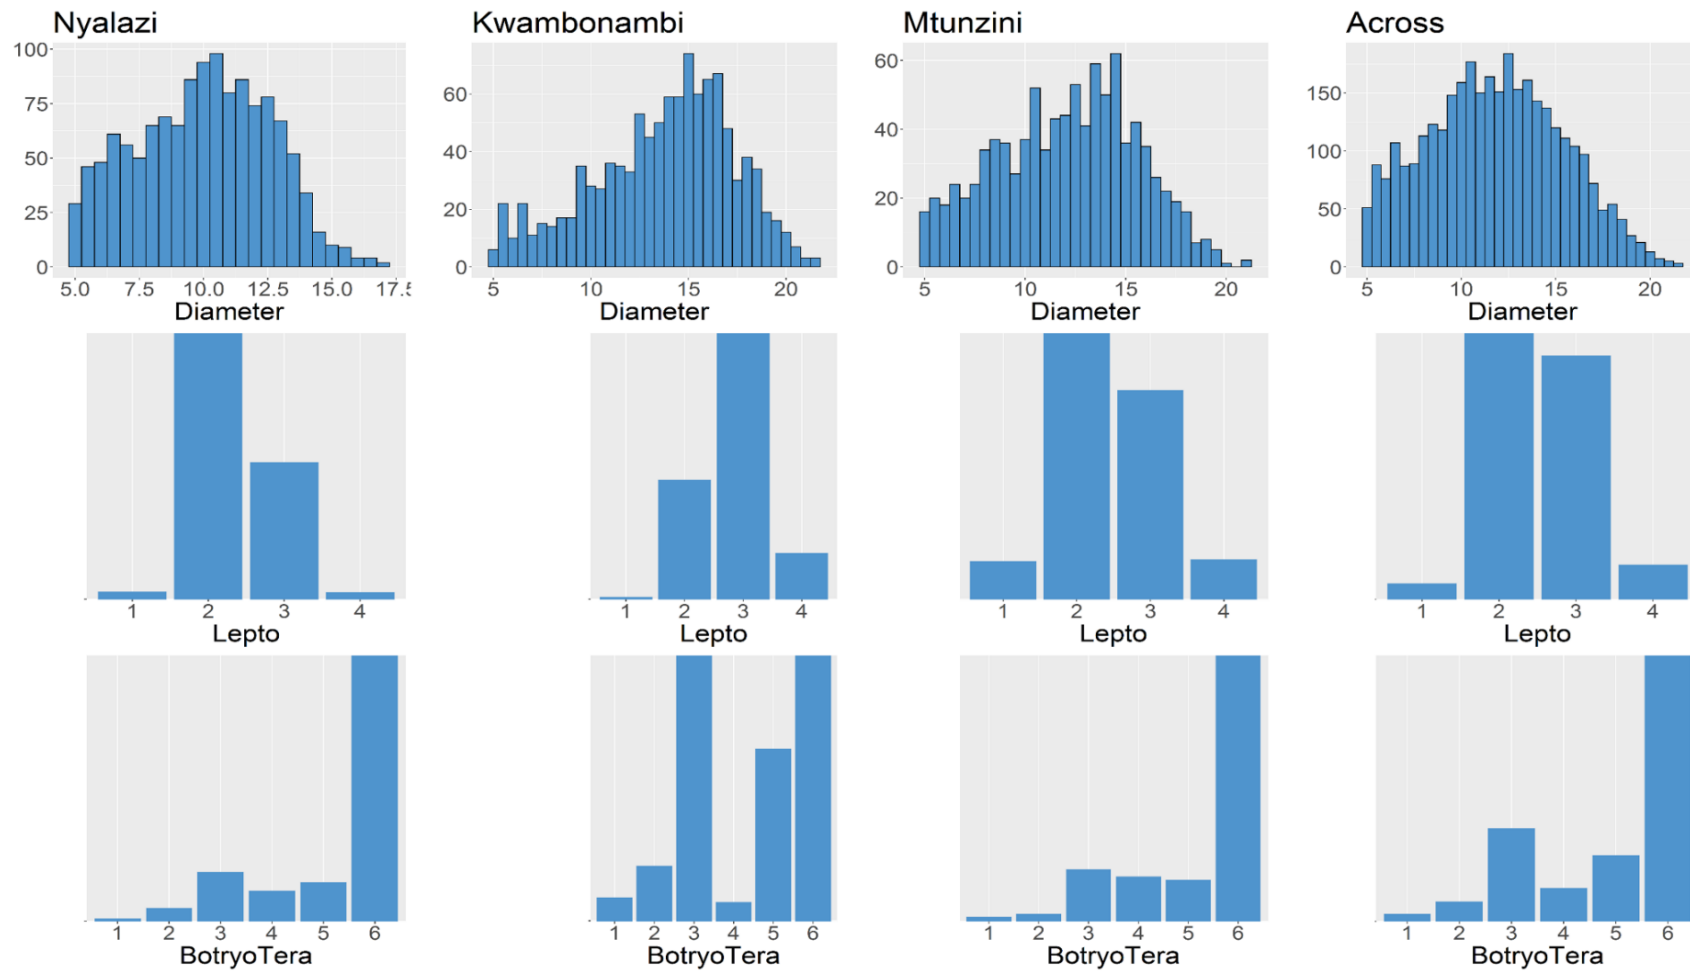 Nyalazi Kwambonambi Mtunzini Across
100 75 50 25 0
60 40 20 0
60 40 20 0
150 100 50 0
5.0 7.5 10.0 12.5 15.0 5 10 15 20 5 10 15 20 5 10 15 20
Diameter Diameter Diameter Diameter
1 2 3 4 1 2 3 4 1 2 3 4 1 2 3 4
Lepto Lepto Lepto Lepto
1 2 3 4 5 6 1 2 3 4 5 6 1 2 3 4 5 6 1 2 3 4 5 6
BotryoTera BotryoTera BotryoTera BotryoTera